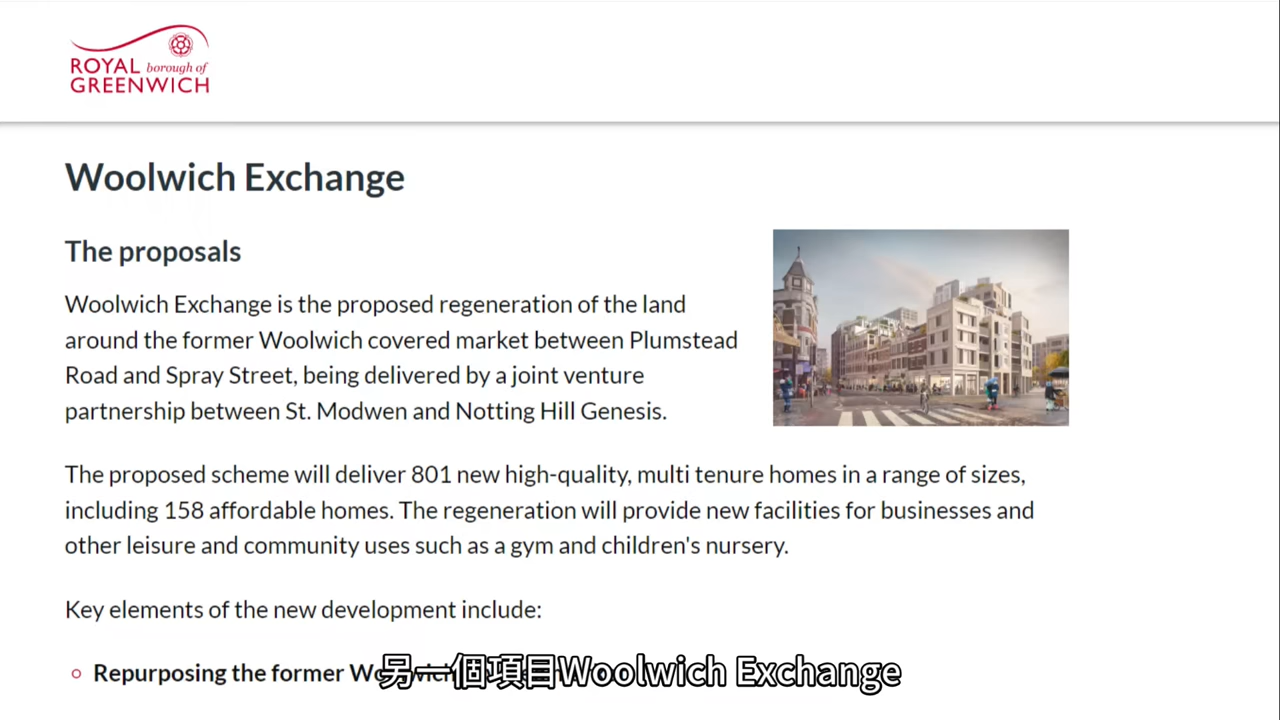 ROYAL borough of
GREENWICH
Woolwich Exchange
The proposals
Woolwich Exchange is the proposed regeneration of the land
around the former Woolwich covered market between Plumstead
Road and Spray Street, being delivered by a joint venture
partnership between St. Modwen and Notting Hill Genesis.
The proposed scheme will deliver 801 new high-quality, multi tenure homes in a range of sizes,
including 158 affordable homes. The regeneration will provide new facilities for businesses and
other leisure and community uses such as a gym and children's nursery.
Key elements of the new development include:
Repurposing the former
另一個項目Woolwich Exchange